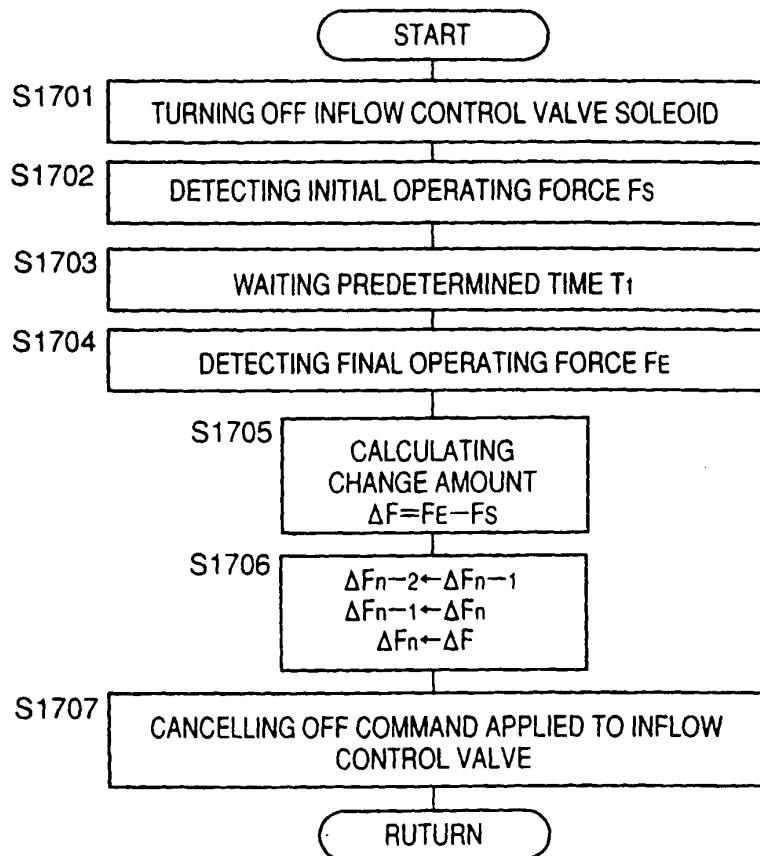 START
S1701
TURNING OFF INFLOW CONTROL VALVE SOLEOID
S1702
DETECTING INITIAL OPERATING FORCE FS
S1703
WAITING PREDETERMINED TIME T1
S1704
DETECTING FINAL OPERATING FORCE FE
S1705
CALCULATING
CHANGE AMOUNT
ΔF=FE−FS
S1706
ΔFn−2←ΔFn−1
ΔFn−1←ΔFn
ΔFn←ΔF
S1707
CANCELLING OFF COMMAND APPLIED TO INFLOW
CONTROL VALVE
RUTURN